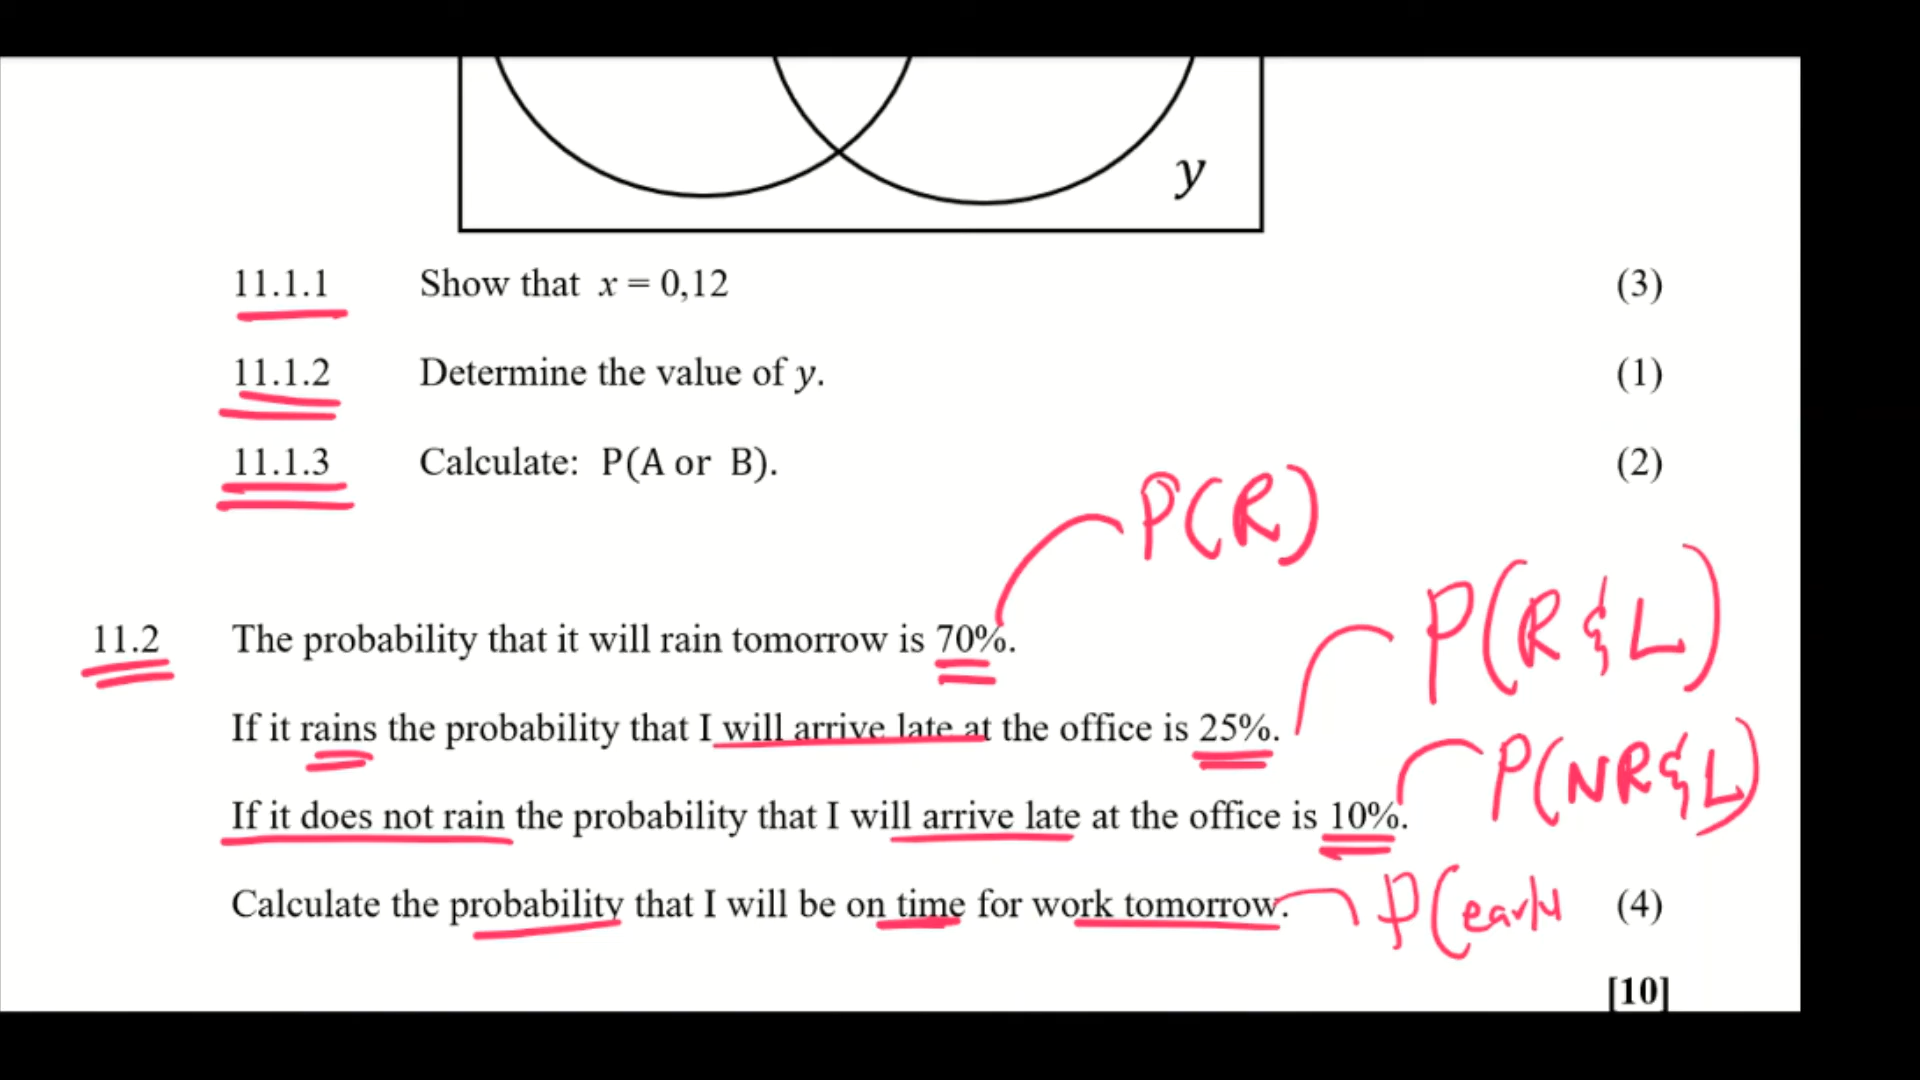 y
11.1.1 Show that x = 0,12 (3)
11.1.2 Determine the value of y. (1)
11.1.3 Calculate: P(A or B). (2)
P(R)
P(R & L)
11.2 The probability that it will rain tomorrow is 70%.
If it rains the probability that I will arrive late at the office is 25%.
P(NR & L)
If it does not rain the probability that I will arrive late at the office is 10%.
Calculate the probability that I will be on time for work tomorrow. P(early (4)
[10]